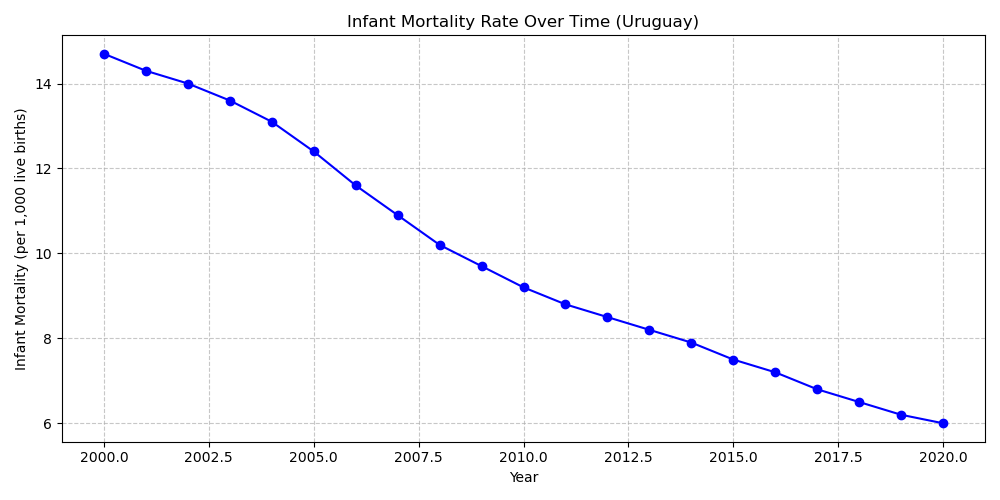 Infant Mortality Rate Over Time (Uruguay)
Infant Mortality (per 1,000 live births)
14
12
10
8
6
2000.0 2002.5 2005.0 2007.5 2010.0 2012.5 2015.0 2017.5 2020.0
Year